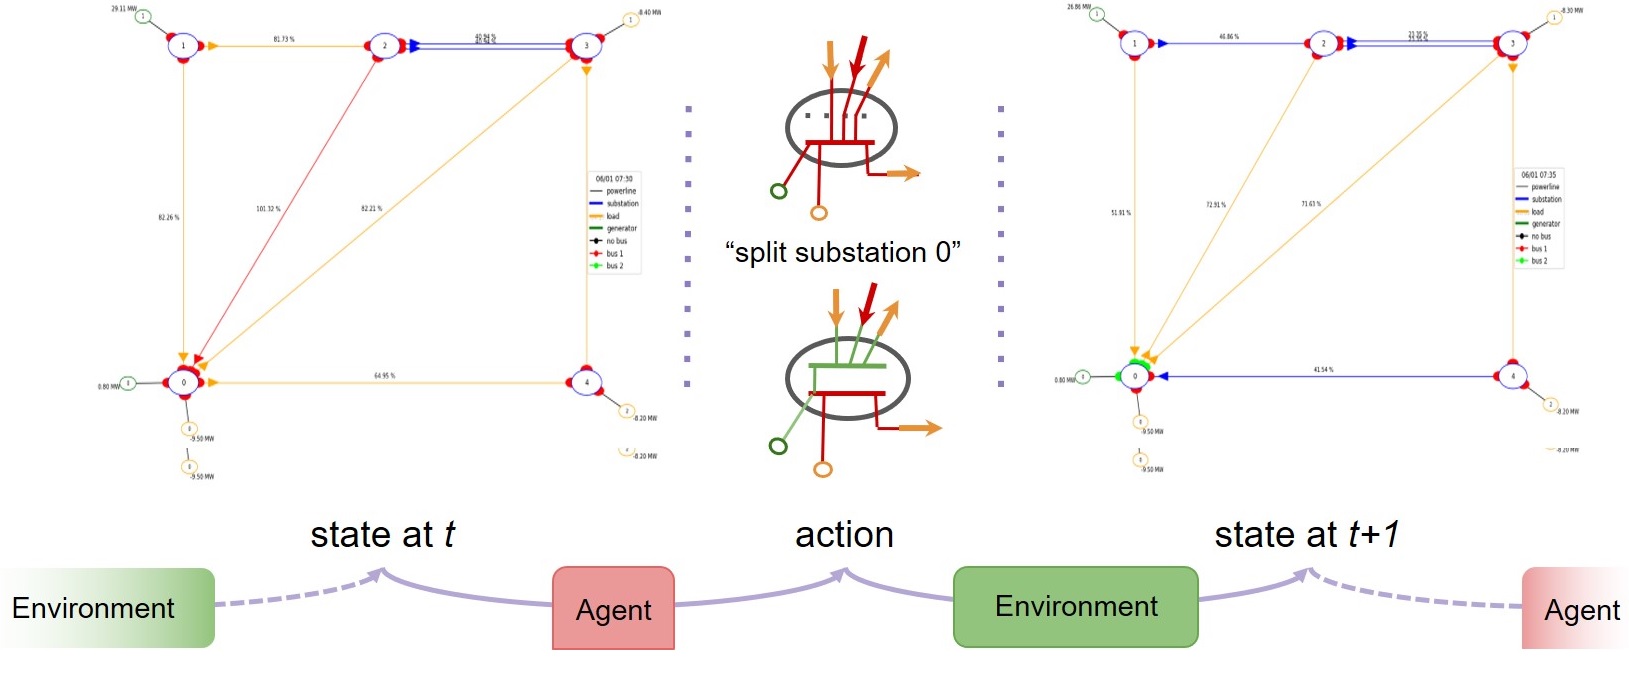 29.11 MW
1
1
81.73 %
2
40.94 %
3
1
-8.40 MW
82.26 %
101.32 %
82.21 %
06/01 07:30
powerline
substation
load
generator
no bus
bus 1
bus 2
0.80 MW
0
0
64.95 %
4
2
-8.20 MW
0
-9.50 MW
-8.20 MW
0
-9.50 MW
“split substation 0”
26.86 MW
1
1
46.86 %
2
3
1
-8.30 MW
51.91 %
72.91 %
71.63 %
06/01 07:35
powerline
substation
load
generator
no bus
bus 1
bus 2
0.80 MW
0
0
41.54 %
4
2
-8.20 MW
0
-9.50 MW
-8.20 MW
0
-9.50 MW
state at t
action
state at t+1
Environment
Agent
Environment
Agent